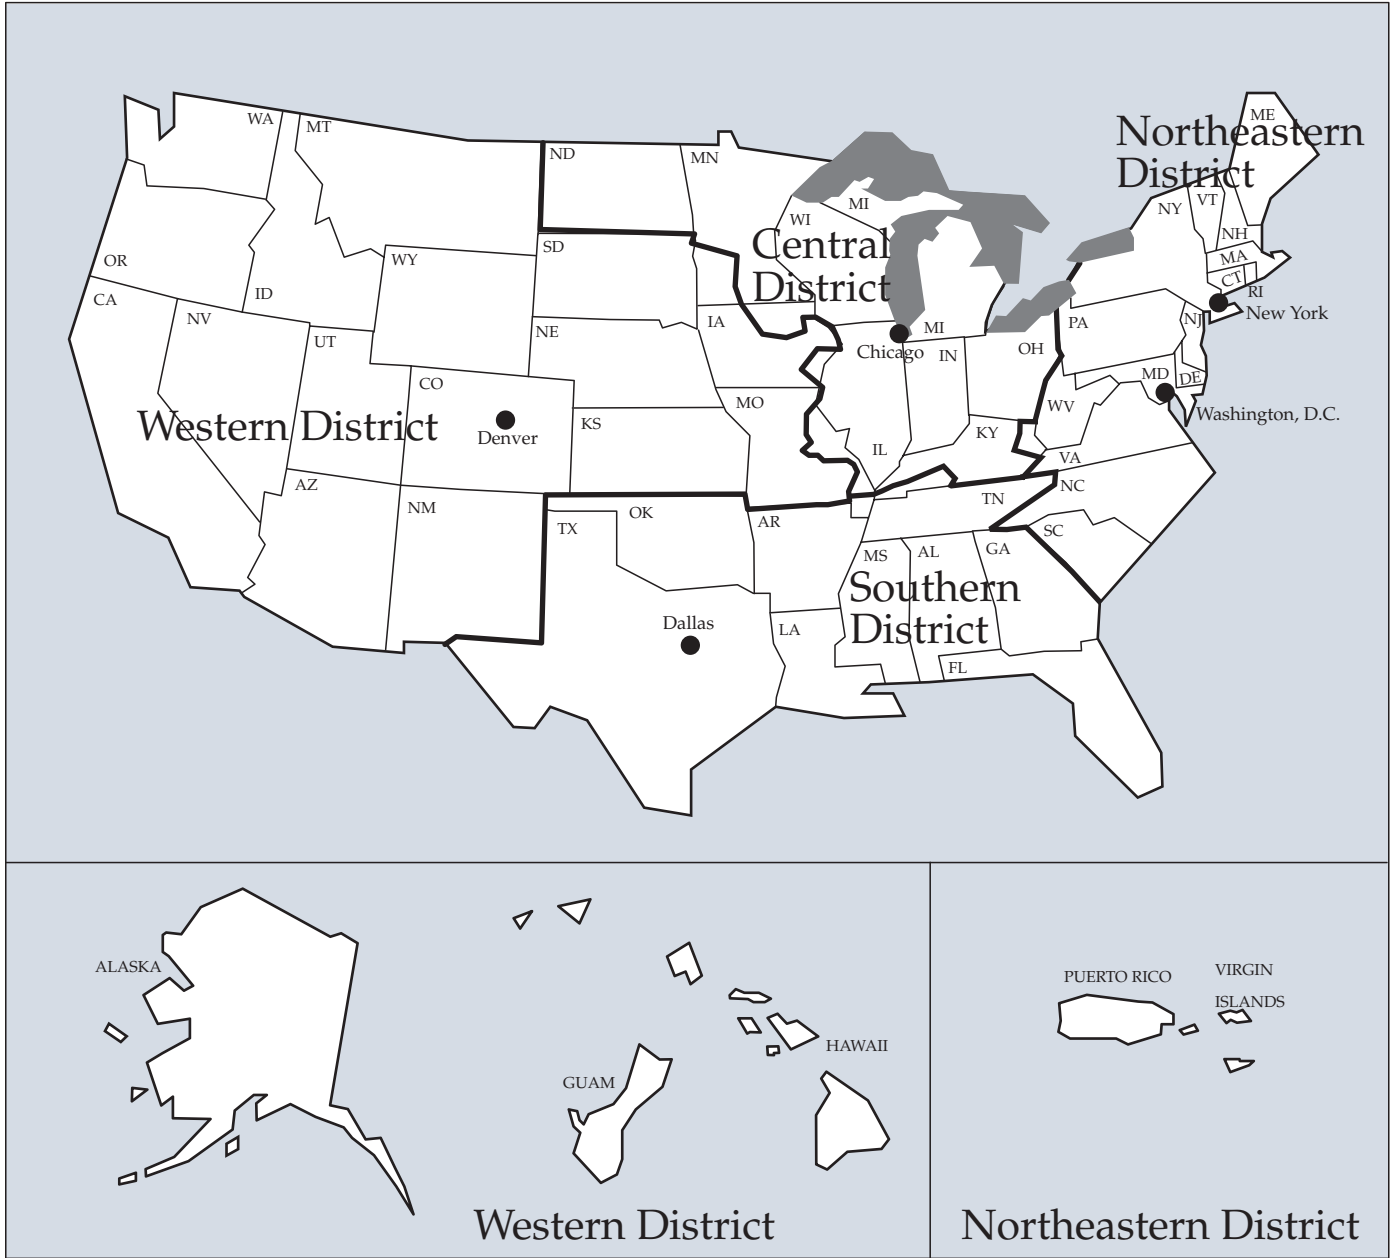 ME
Northeastern
District
WA
MT
ND
MN
NY
VT
MI
WI
NH
MA
CT
RI
New York
Central
District
SD
WY
OR
ID
CA
NV
UT
NE
IA
Chicago
MI
IN
OH
PA
NJ
MD
DE
Washington, D.C.
WV
VA
CO
Western District
Denver
KS
MO
IL
KY
NC
TN
SC
AZ
NM
TX
OK
AR
MS
AL
GA
Southern
District
Dallas
LA
FL
ALASKA
GUAM
HAWAII
Western District
PUERTO RICO
VIRGIN
ISLANDS
Northeastern District